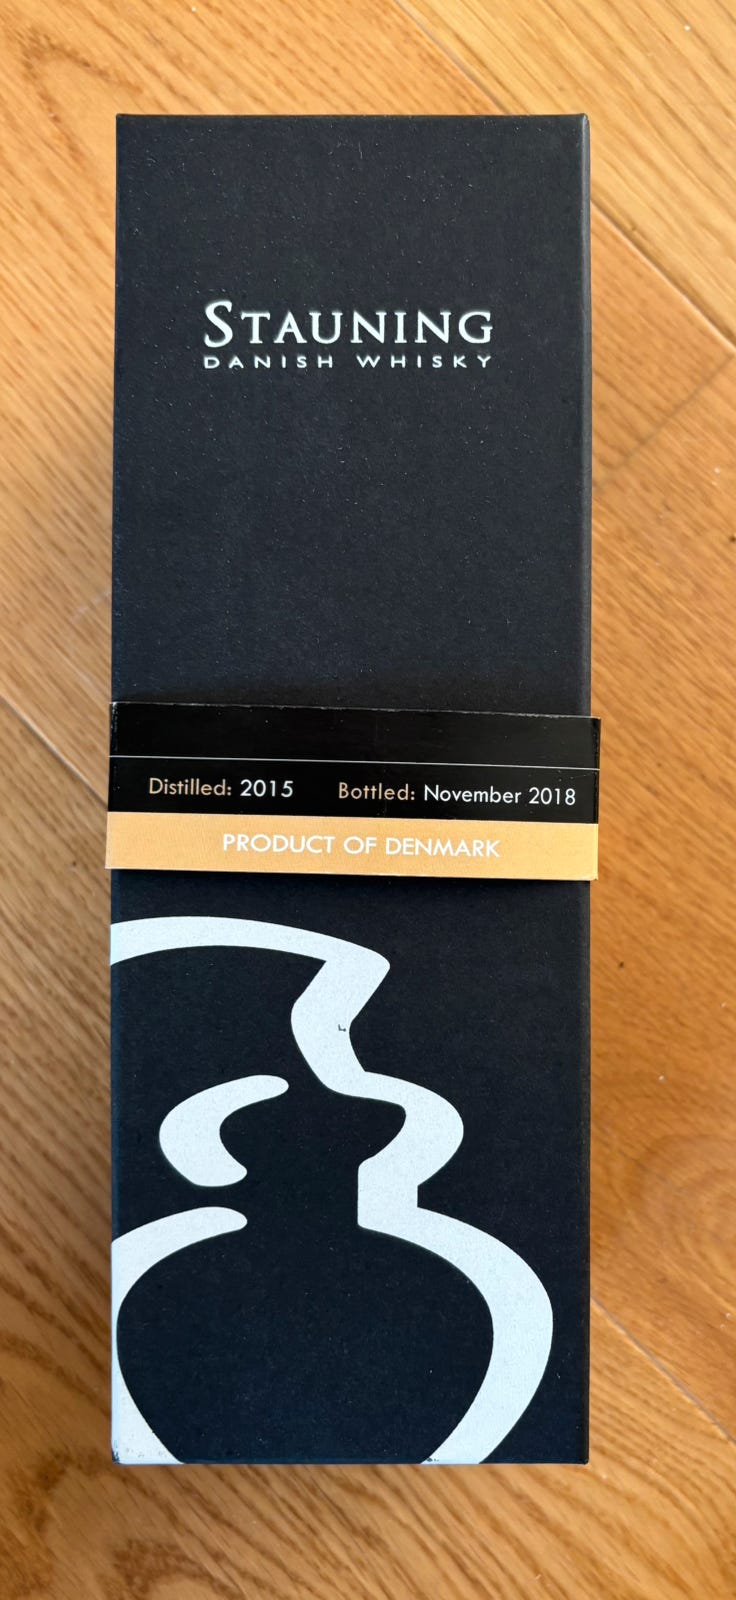 STAUNING
DANISH WHISKY
Distilled: 2015 Bottled: November 2018
PRODUCT OF DENMARK